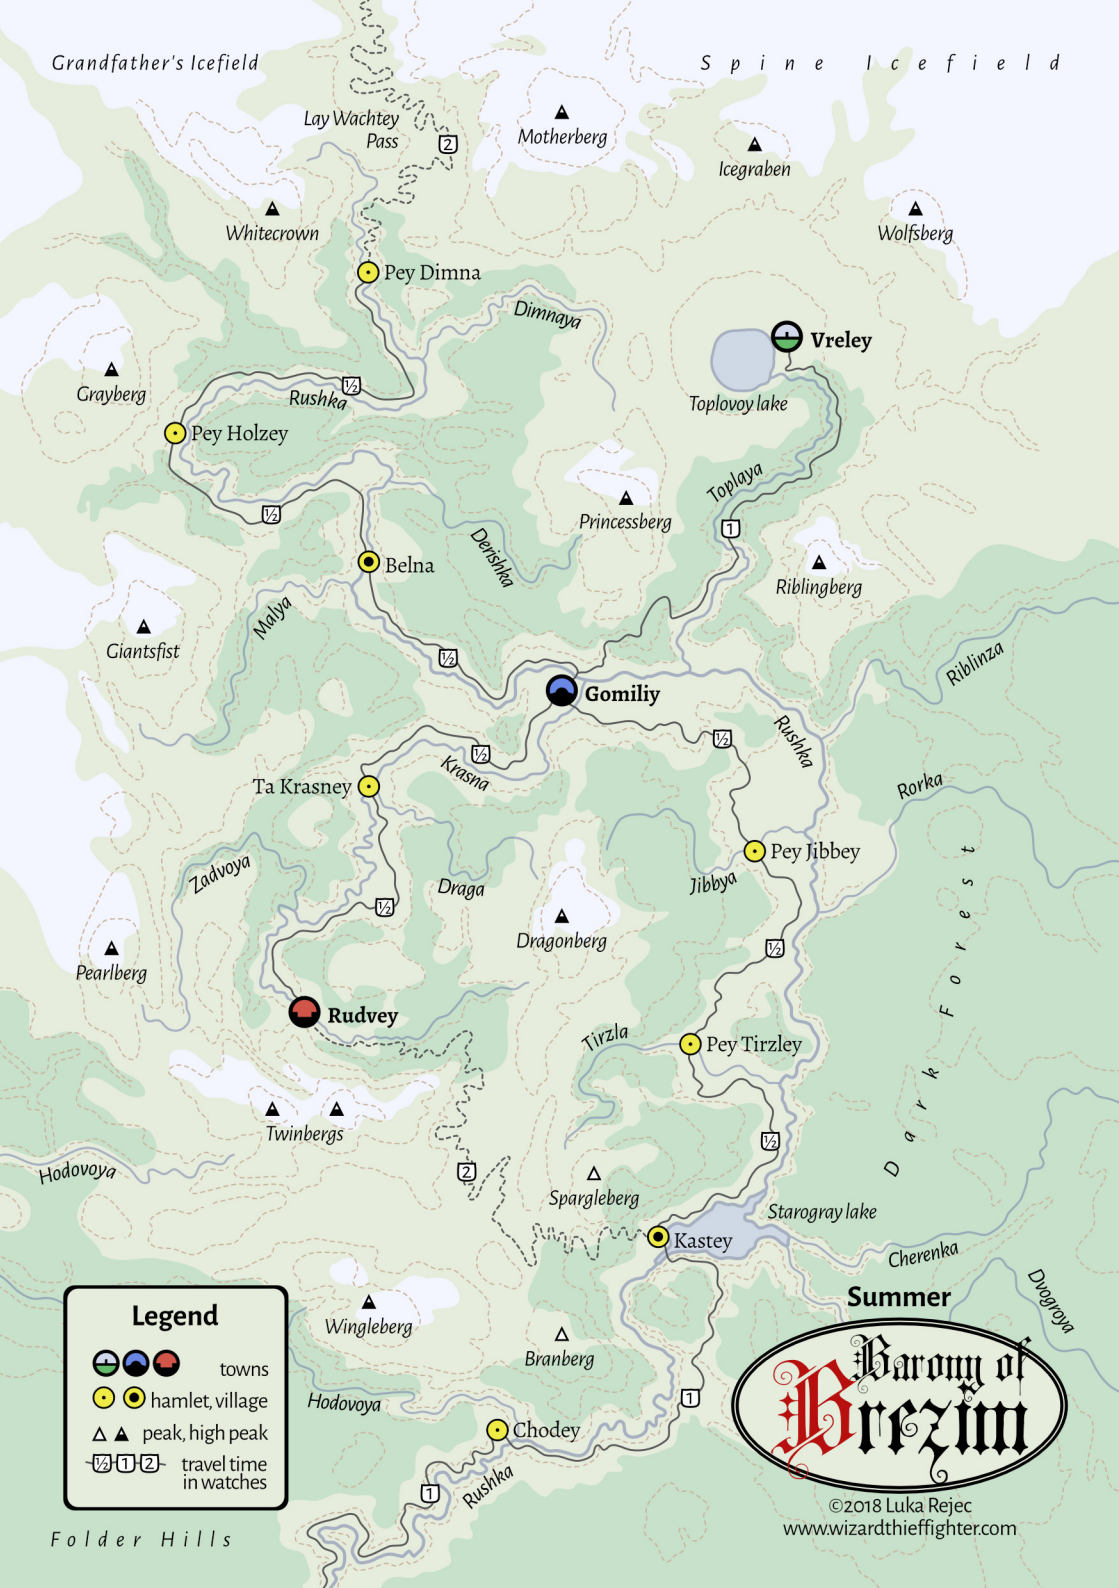 Grandfather's Icefield
Spine Icefield
Lay Wachtey
Pass
2
Motherberg
Icegraben
Whitecrown
Wolfsberg
Pey Dimna
Dimnaya
Vreley
Grayberg
½
Rushka
Toplovoy lake
Pey Holzey
Toplaya
Princessberg
½
1
Derishka
Belna
Riblingberg
Malya
Giantsfist
½
Riblinza
Gomiliy
Rushka
½
½
Krasna
Ta Krasney
Rorka
Pey Jibbey
Zadvoya
Draga
Jibbya
½
Dragonberg
½
Pearlberg
Dark Forest
Rudvey
Tirzla
Pey Tirzley
Twinbergs
½
Hodovoya
2
Spargleberg
Starogray lake
Kastey
Cherenka
Dvogroya
Wingleberg
Branberg
Hodovoya
1
Chodey
Rushka
1
Folder Hills
Legend
towns
hamlet, village
peak, high peak
½ 1 2 travel time
in watches
Summer
Barony of
Brezim
©2018 Luka Rejec
www.wizardthieffighter.com